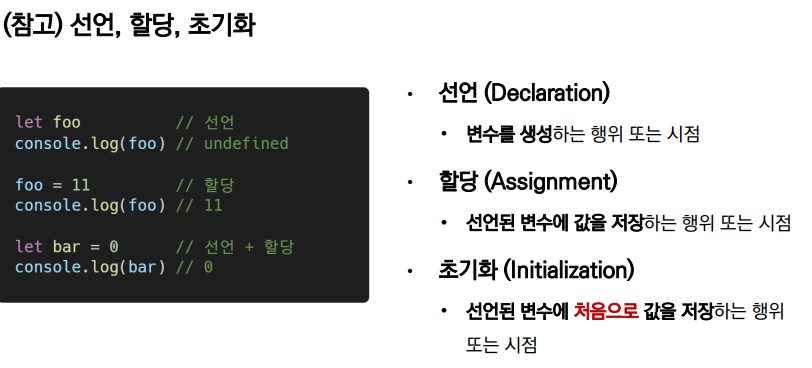 (참고) 선언, 할당, 초기화
let foo // 선언
console.log(foo) // undefined
foo = 11 // 할당
console.log(foo) // 11
let bar = 0 // 선언 + 할당
console.log(bar) // 0
• 선언 (Declaration)
• 변수를 생성하는 행위 또는 시점
• 할당 (Assignment)
• 선언된 변수에 값을 저장하는 행위 또는 시점
• 초기화 (Initialization)
• 선언된 변수에 처음으로 값을 저장하는 행위
또는 시점